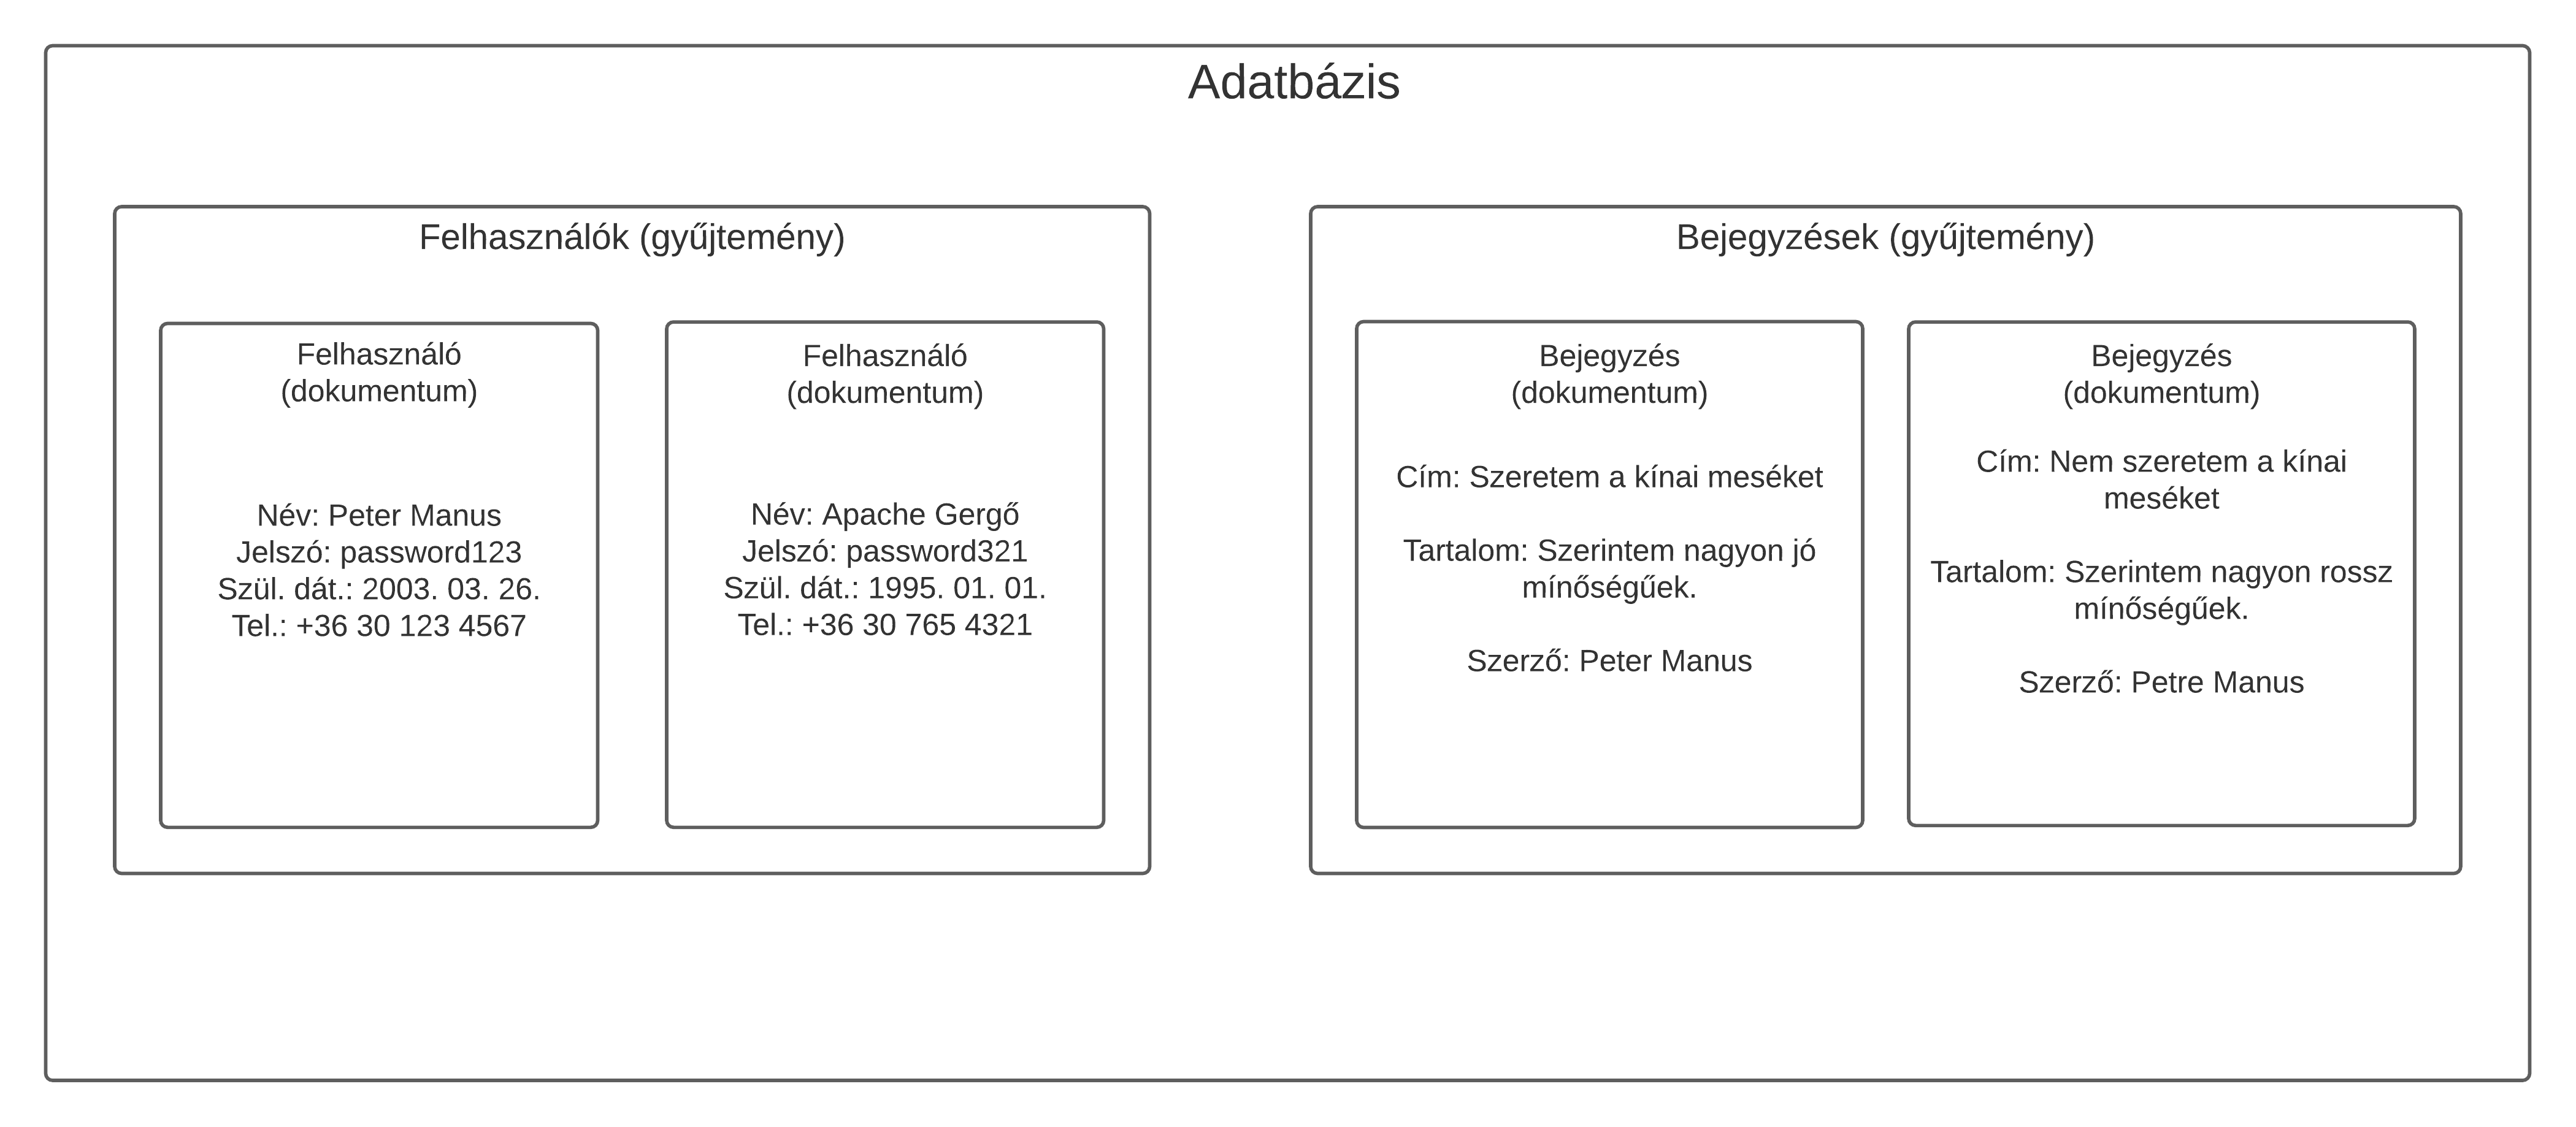 Adatbázis
Felhasználók (gyűjtemény)
Felhasználó
(dokumentum)
Név: Peter Manus
Jelszó: password123
Szül. dát.: 2003. 03. 26.
Tel.: +36 30 123 4567
Felhasználó
(dokumentum)
Név: Apache Gergő
Jelszó: password321
Szül. dát.: 1995. 01. 01.
Tel.: +36 30 765 4321
Bejegyzések (gyűjtemény)
Bejegyzés
(dokumentum)
Cím: Szeretem a kínai meséket
Tartalom: Szerintem nagyon jó
mínőségűek.
Szerző: Peter Manus
Bejegyzés
(dokumentum)
Cím: Nem szeretem a kínai
meséket
Tartalom: Szerintem nagyon rossz
mínőségűek.
Szerző: Petre Manus